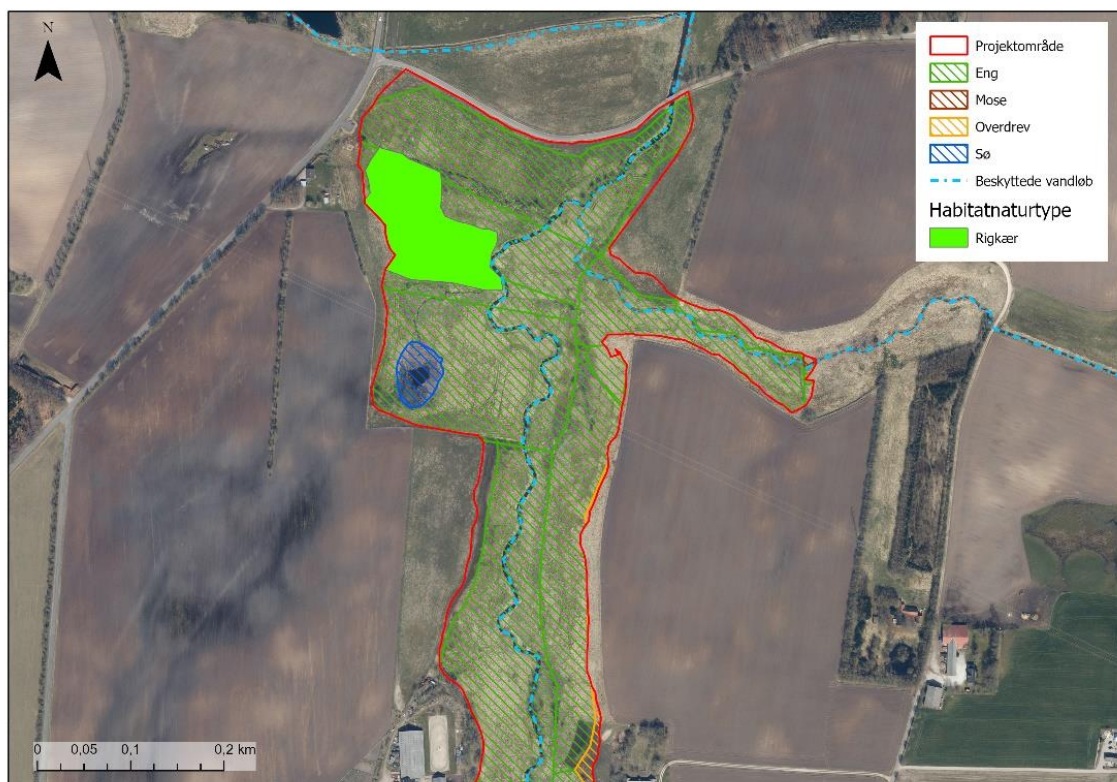 N
Projektområde
Eng
Mose
Overdrev
Sø
Beskyttede vandløb
Habitatnaturtype
Rigkær
0 0,05 0,1 0,2 km